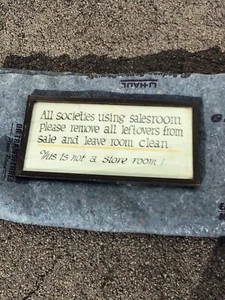 U-HAUL
All societies using salesroom
Please remove all leftovers from
sale and leave room clean
This is not a store room!